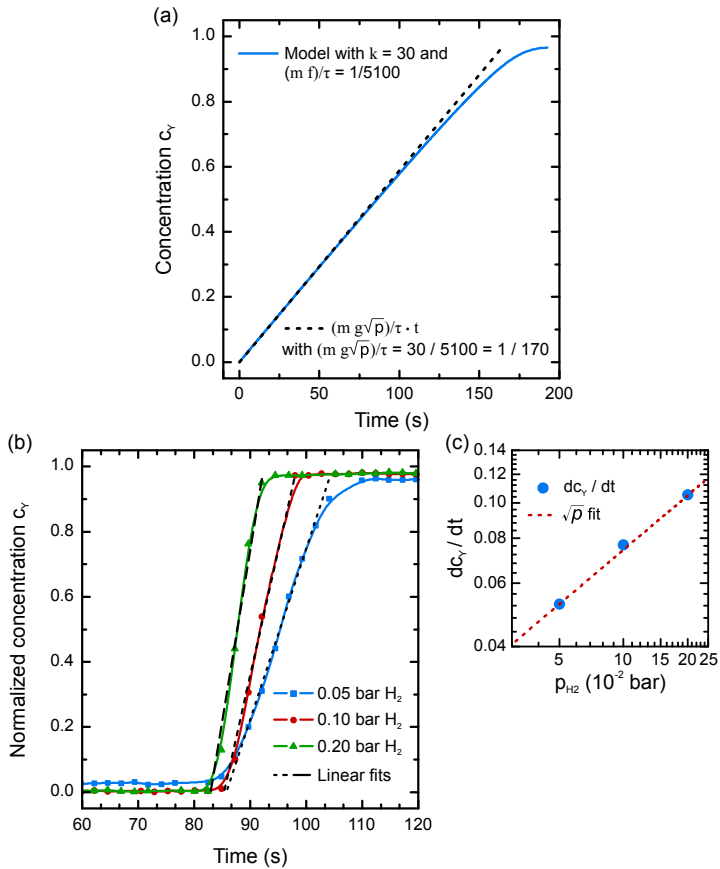 (a)
Model with k = 30 and
(m f)/τ = 1/5100
Concentration cᵧ
1.0
0.8
0.6
0.4
0.2
0.0
(m g√p)/τ · t
with (m g√p)/τ = 30 / 5100 = 1 / 170
0 50 100 150 200
Time (s)
(b)
Normalized concentration cᵧ
1.0
0.8
0.6
0.4
0.2
0.0
0.05 bar H₂
0.10 bar H₂
0.20 bar H₂
Linear fits
60 70 80 90 100 110 120
Time (s)
(c)
dcᵧ / dt
0.14
0.12
0.10
0.08
0.06
0.04
dcᵧ / dt
√p fit
5 10 15 20 25
p_H2 (10⁻² bar)